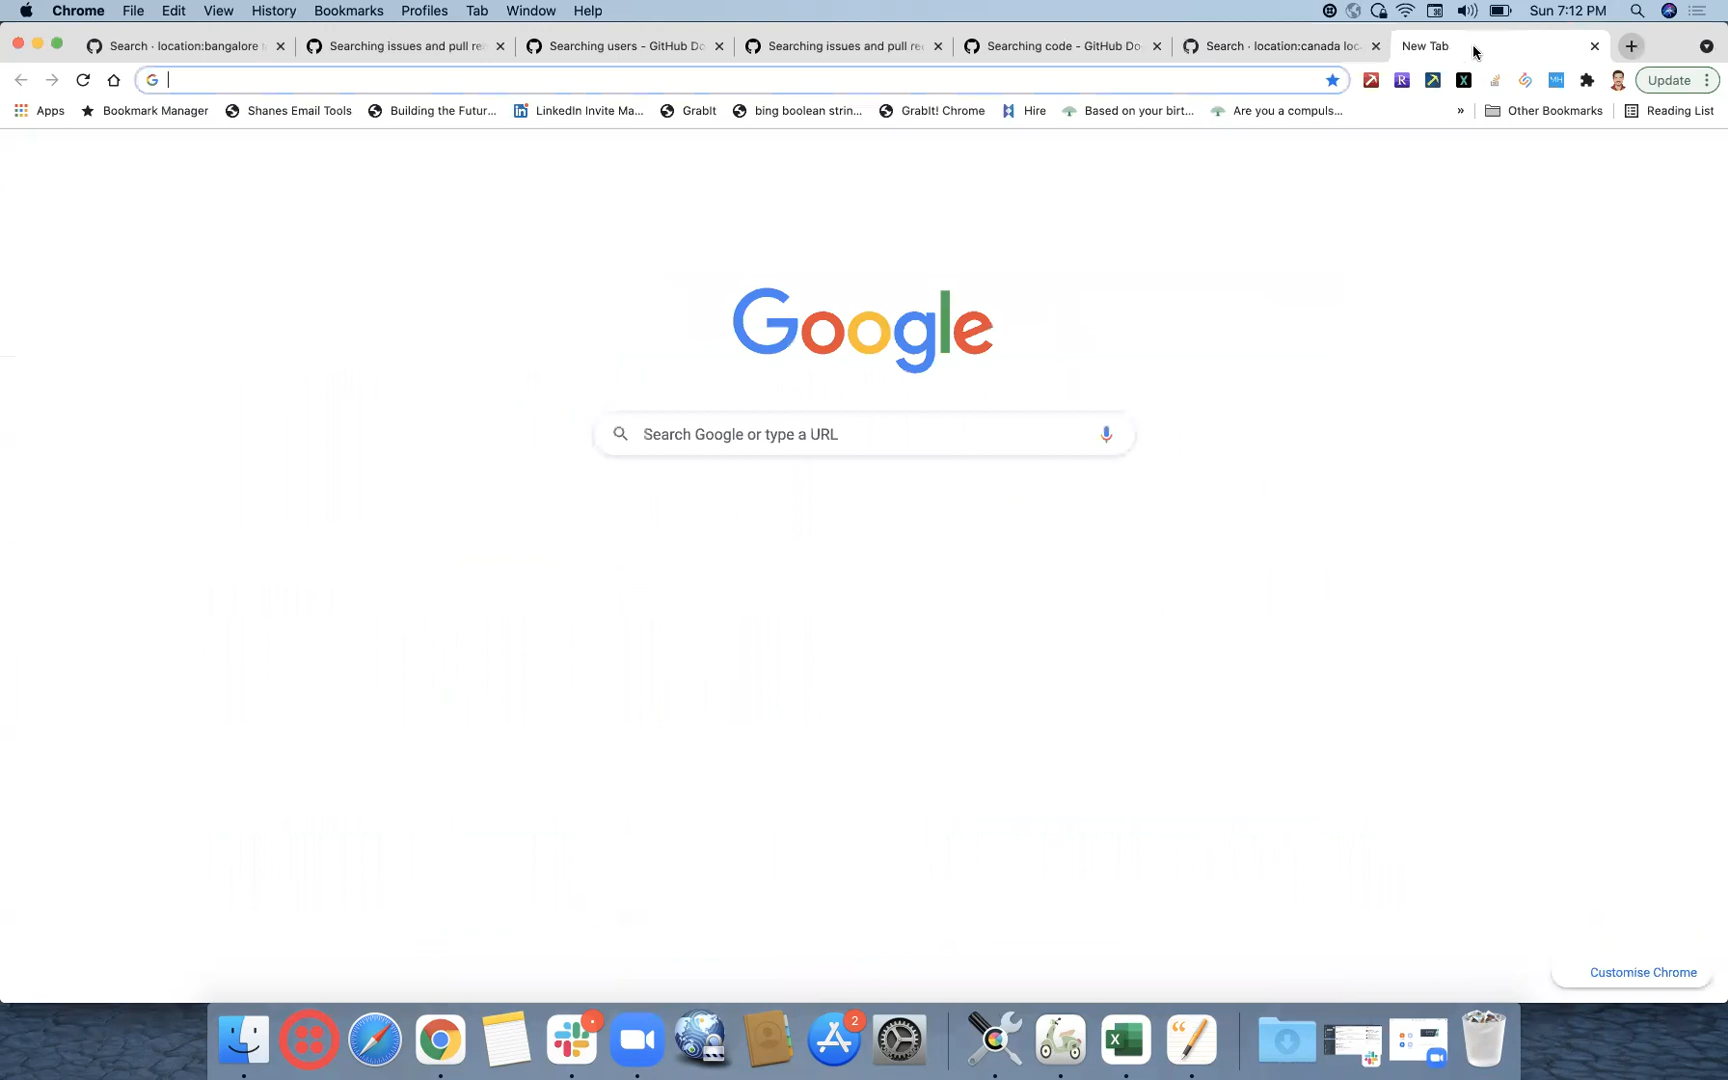 Chrome File Edit View History Bookmarks Profiles Tab Window Help Sun 7:12 PM
Search · location:bangalore Searching issues and pull re Searching users - GitHub Do Searching issues and pull re Searching code - GitHub Do Search · location:canada loc New Tab
Update
Apps Bookmark Manager Shanes Email Tools Building the Futur... LinkedIn Invite Ma... GrabIt bing boolean strin... GrabIt! Chrome Hire Based on your birt... Are you a compuls... » Other Bookmarks Reading List
Google
Search Google or type a URL
Customise Chrome
2